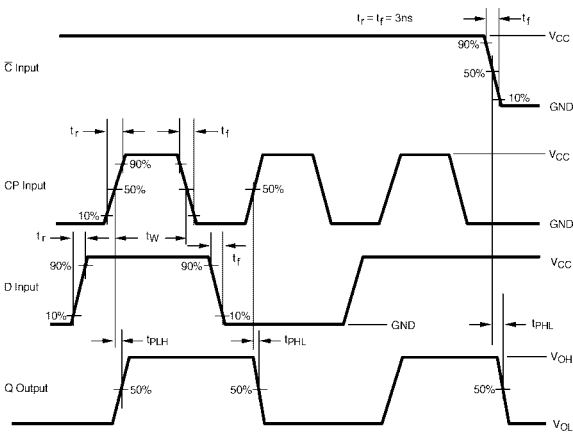 tr = tf = 3ns
tf
VCC
90%
C̅ Input
50%
10%
GND
tr
tf
VCC
90%
CP Input
50%
50%
10%
GND
tr
tW
tf
VCC
90%
90%
D Input
10%
10%
GND
tPLH
tPHL
tPHL
VOH
Q Output
50%
50%
50%
VOL